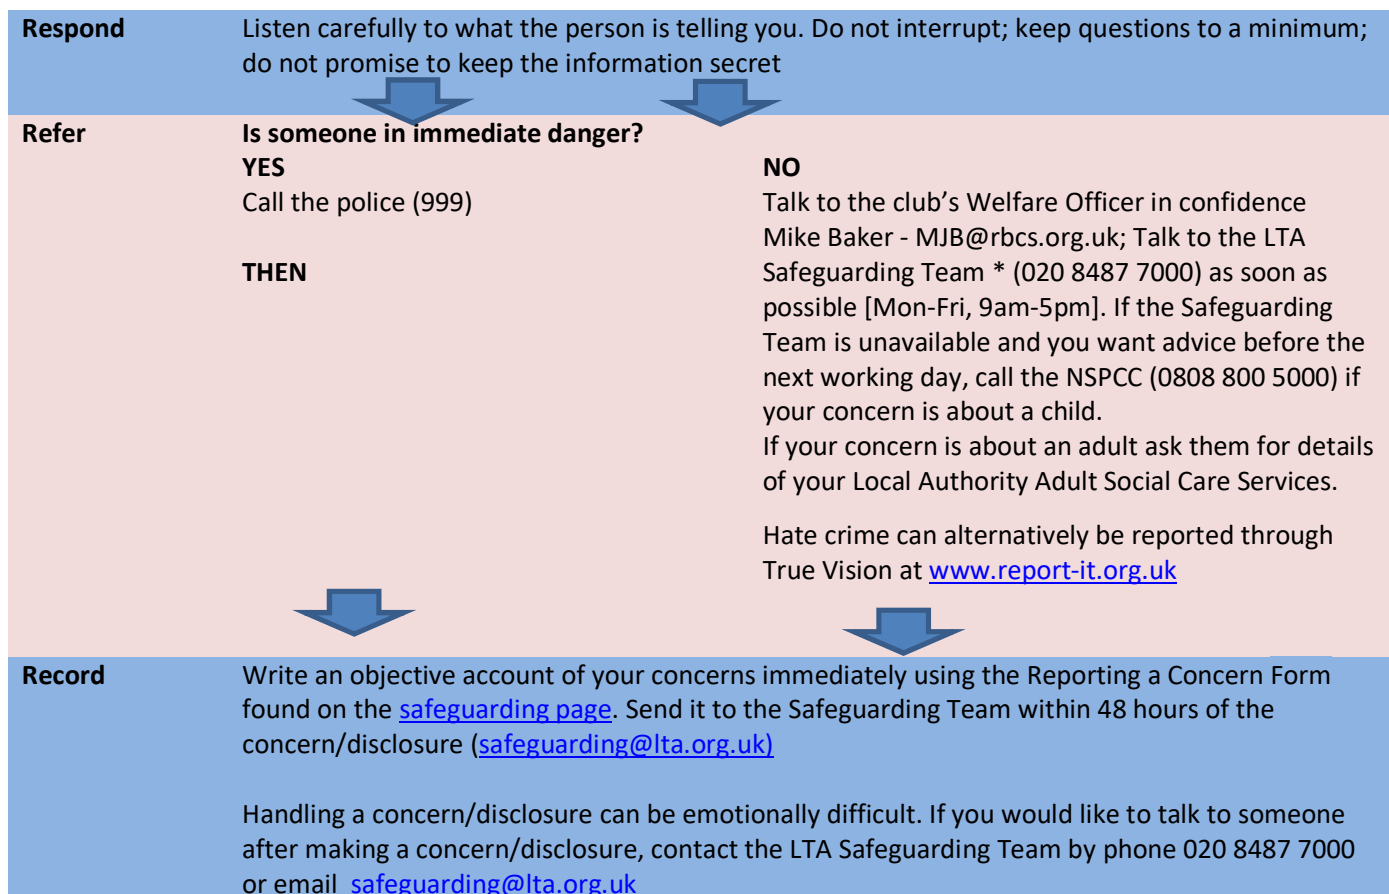 Respond
Listen carefully to what the person is telling you. Do not interrupt; keep questions to a minimum;
do not promise to keep the information secret
Refer
Is someone in immediate danger?
YES
Call the police (999)
THEN
NO
Talk to the club's Welfare Officer in confidence
Mike Baker - MJB@rbcs.org.uk; Talk to the LTA
Safeguarding Team * (020 8487 7000) as soon as
possible [Mon-Fri, 9am-5pm]. If the Safeguarding
Team is unavailable and you want advice before the
next working day, call the NSPCC (0808 800 5000) if
your concern is about a child.
If your concern is about an adult ask them for details
of your Local Authority Adult Social Care Services.
Hate crime can alternatively be reported through
True Vision at www.report-it.org.uk
Record
Write an objective account of your concerns immediately using the Reporting a Concern Form
found on the safeguarding page. Send it to the Safeguarding Team within 48 hours of the
concern/disclosure (safeguarding@lta.org.uk)
Handling a concern/disclosure can be emotionally difficult. If you would like to talk to someone
after making a concern/disclosure, contact the LTA Safeguarding Team by phone 020 8487 7000
or email safeguarding@lta.org.uk